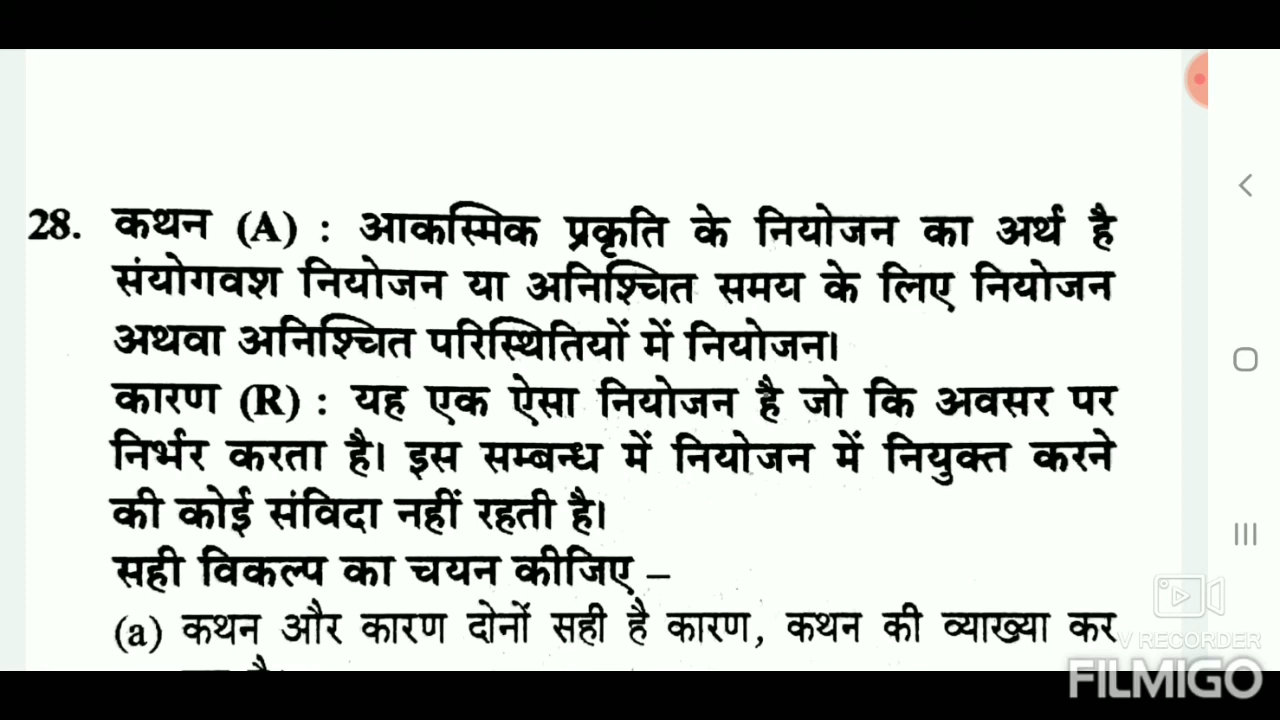 28. कथन (A) : आकस्मिक प्रकृति के नियोजन का अर्थ है
संयोगवश नियोजन या अनिश्चित समय के लिए नियोजन
अथवा अनिश्चित परिस्थितियों में नियोजन।
कारण (R) : यह एक ऐसा नियोजन है जो कि अवसर पर
निर्भर करता है। इस सम्बन्ध में नियोजन में नियुक्त करने
की कोई संविदा नहीं रहती है।
सही विकल्प का चयन कीजिए –
(a) कथन और कारण दोनों सही है कारण, कथन की व्याख्या कर
V RECORDER
FILMIGO